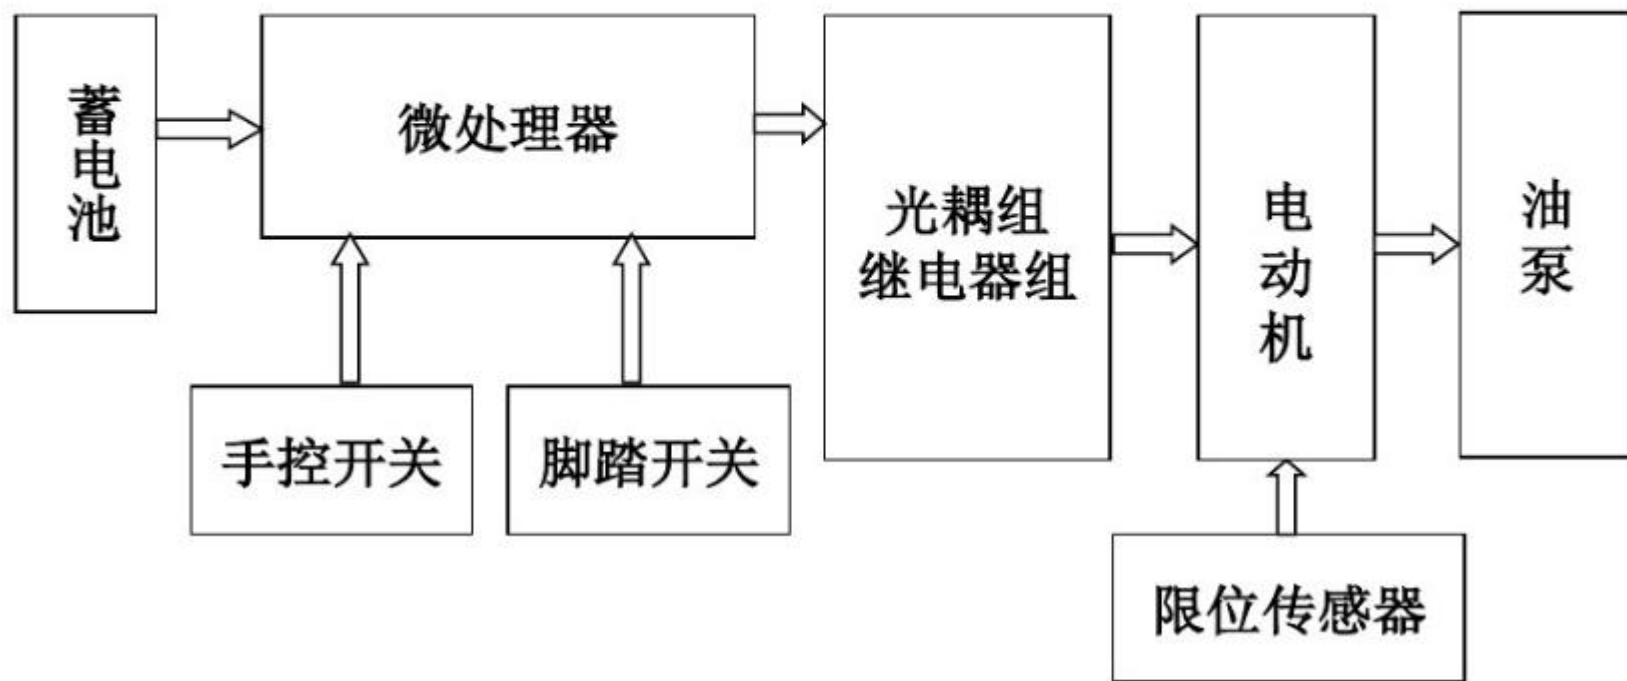 蓄电池
微处理器
光耦组
继电器组
电动机
油泵
手控开关
脚踏开关
限位传感器